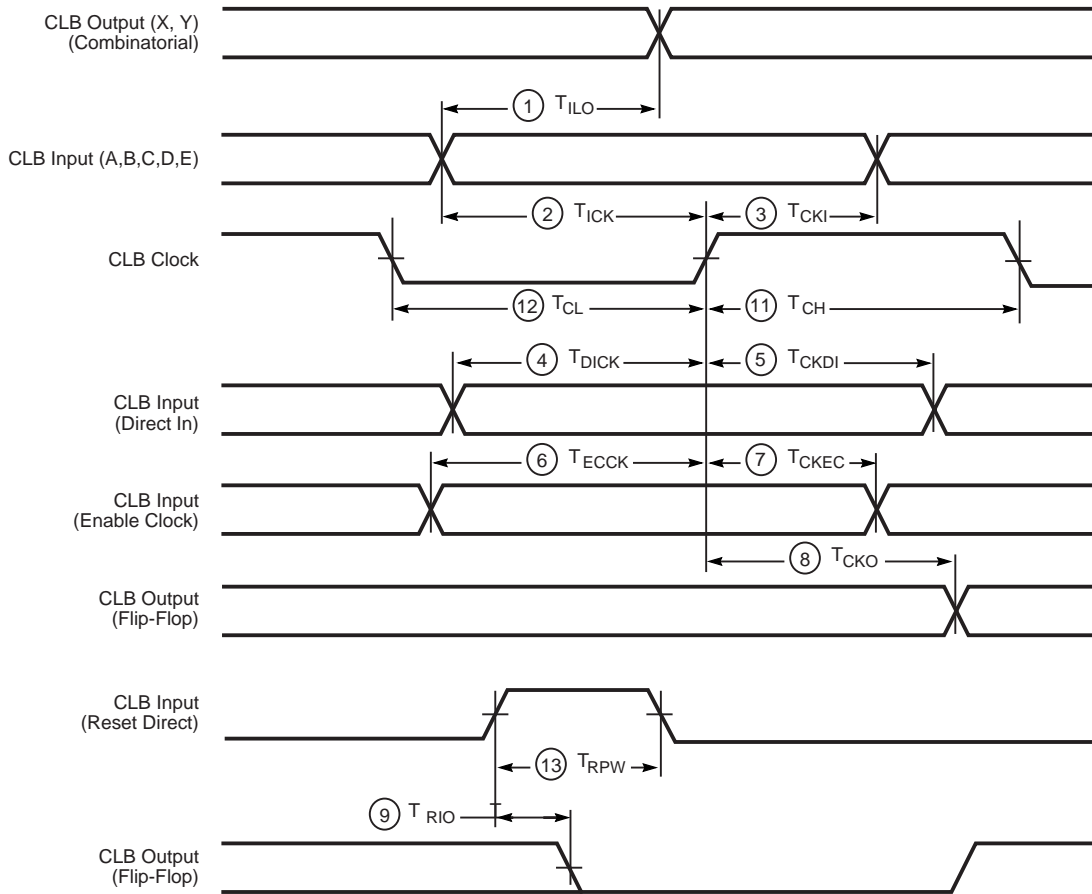 CLB Output (X, Y)
(Combinatorial)
1 TILO
CLB Input (A,B,C,D,E)
2 TICK
3 TCKI
CLB Clock
12 TCL
11 TCH
4 TDICK
5 TCKDI
CLB Input
(Direct In)
6 TECCK
7 TCKEC
CLB Input
(Enable Clock)
8 TCKO
CLB Output
(Flip-Flop)
CLB Input
(Reset Direct)
13 TRPW
9 T RIO
T
CLB Output
(Flip-Flop)